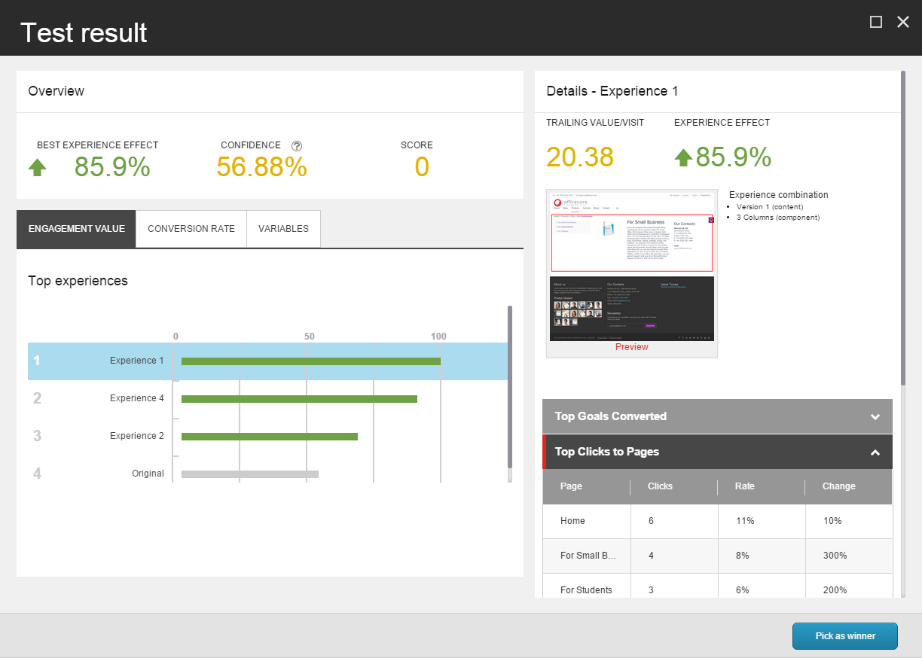 Test result
Overview
BEST EXPERIENCE EFFECT
85.9%
CONFIDENCE ?
56.88%
SCORE
0
ENGAGEMENT VALUE
CONVERSION RATE
VARIABLES
Top experiences
0 50 100
1 Experience 1
2 Experience 4
3 Experience 2
4 Original
Details - Experience 1
TRAILING VALUE/VISIT
20.38
EXPERIENCE EFFECT
85.9%
For Small Business
Preview
Experience combination
Version 1 (content)
3 Columns (component)
Top Goals Converted
Top Clicks to Pages
Page Clicks Rate Change
Home 6 11% 10%
For Small B... 4 8% 300%
For Students 3 6% 200%
Pick as winner